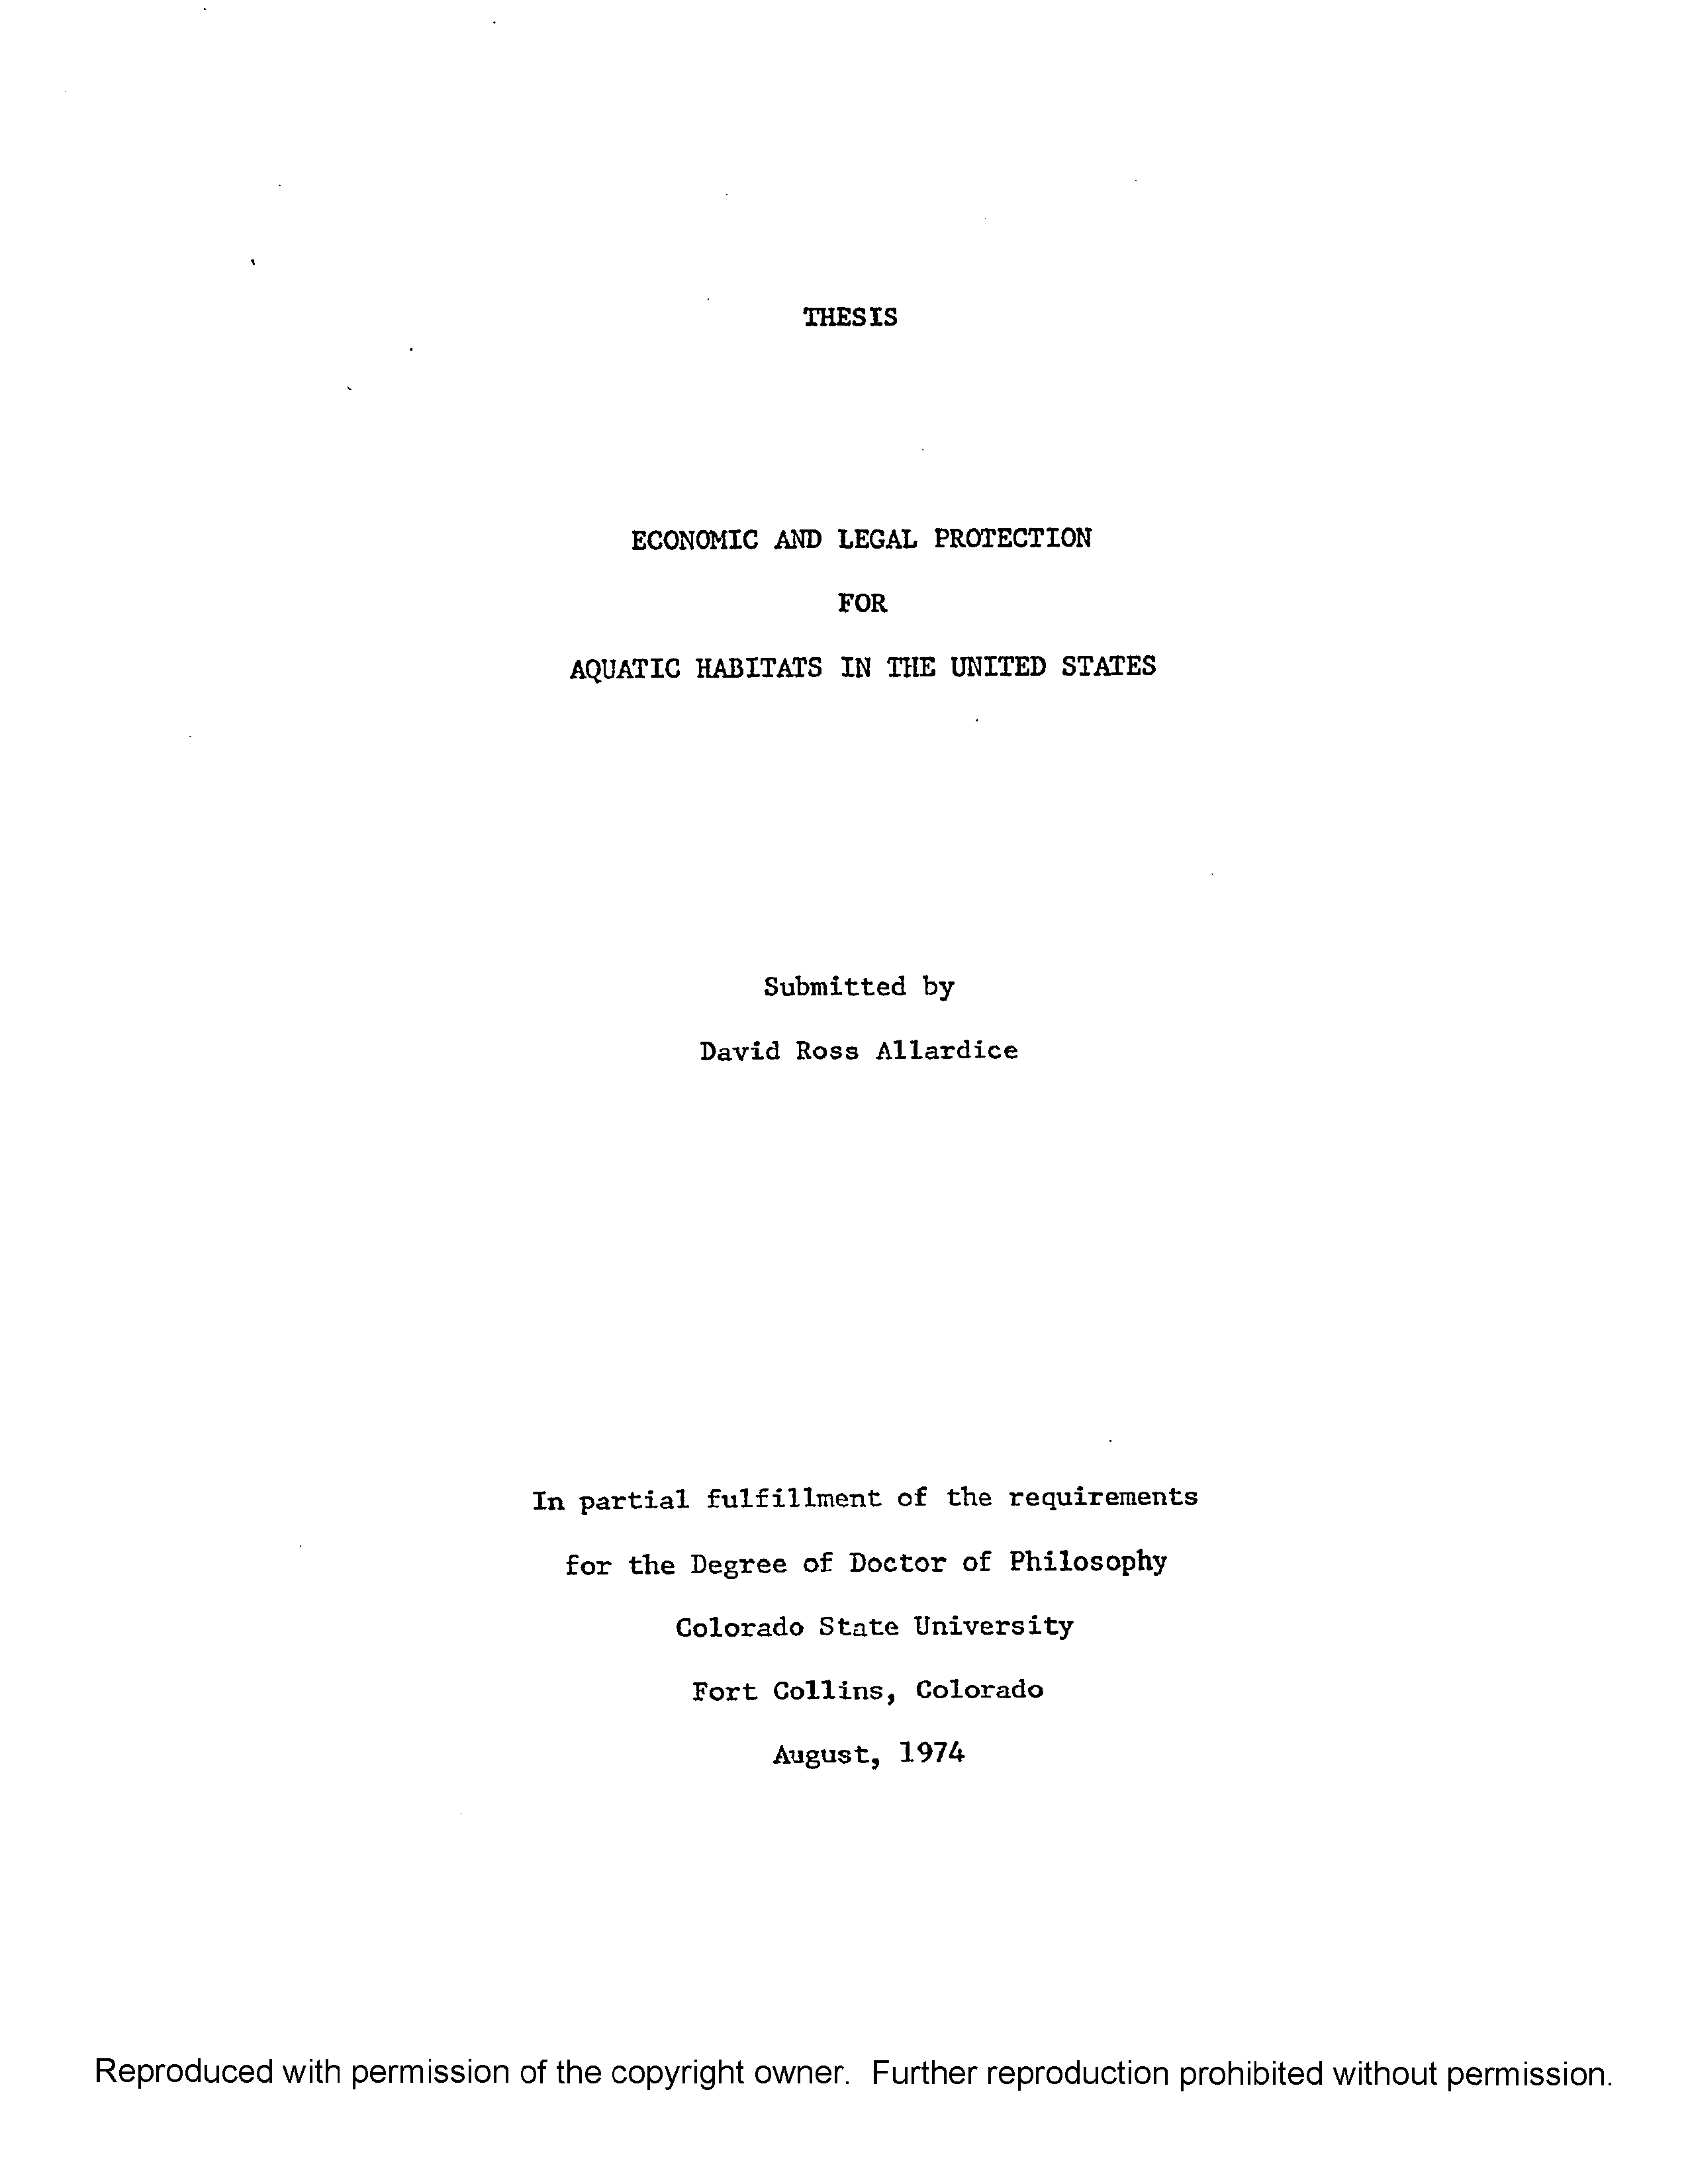 THESIS
ECONOMIC AND LEGAL PROTECTION
FOR
AQUATIC HABITATS IN THE UNITED STATES
Submitted by
David Ross Allardice
In partial fulfillment of the requirements
for the Degree of Doctor of Philosophy
Colorado State University
Fort Collins, Colorado
August, 1974
Reproduced with permission of the copyright owner. Further reproduction prohibited without permission.